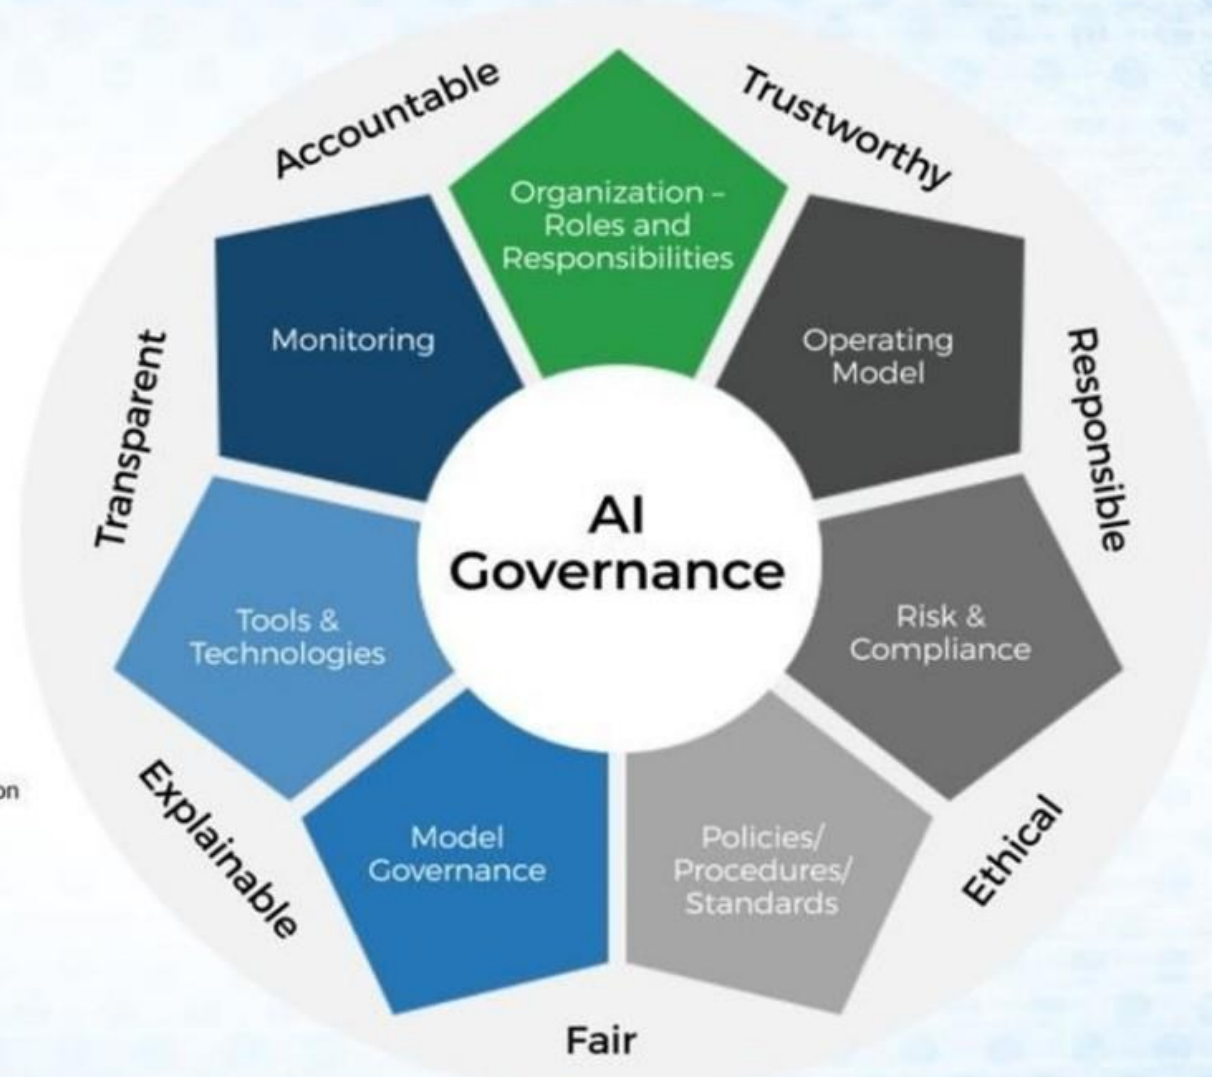 Accountable
Trustworthy
Organization –
Roles and
Responsibilities
Monitoring
Operating
Model
Transparent
Responsible
AI
Governance
Tools &
Technologies
Risk &
Compliance
Explainable
Model
Governance
Policies/
Procedures/
Standards
Ethical
Fair